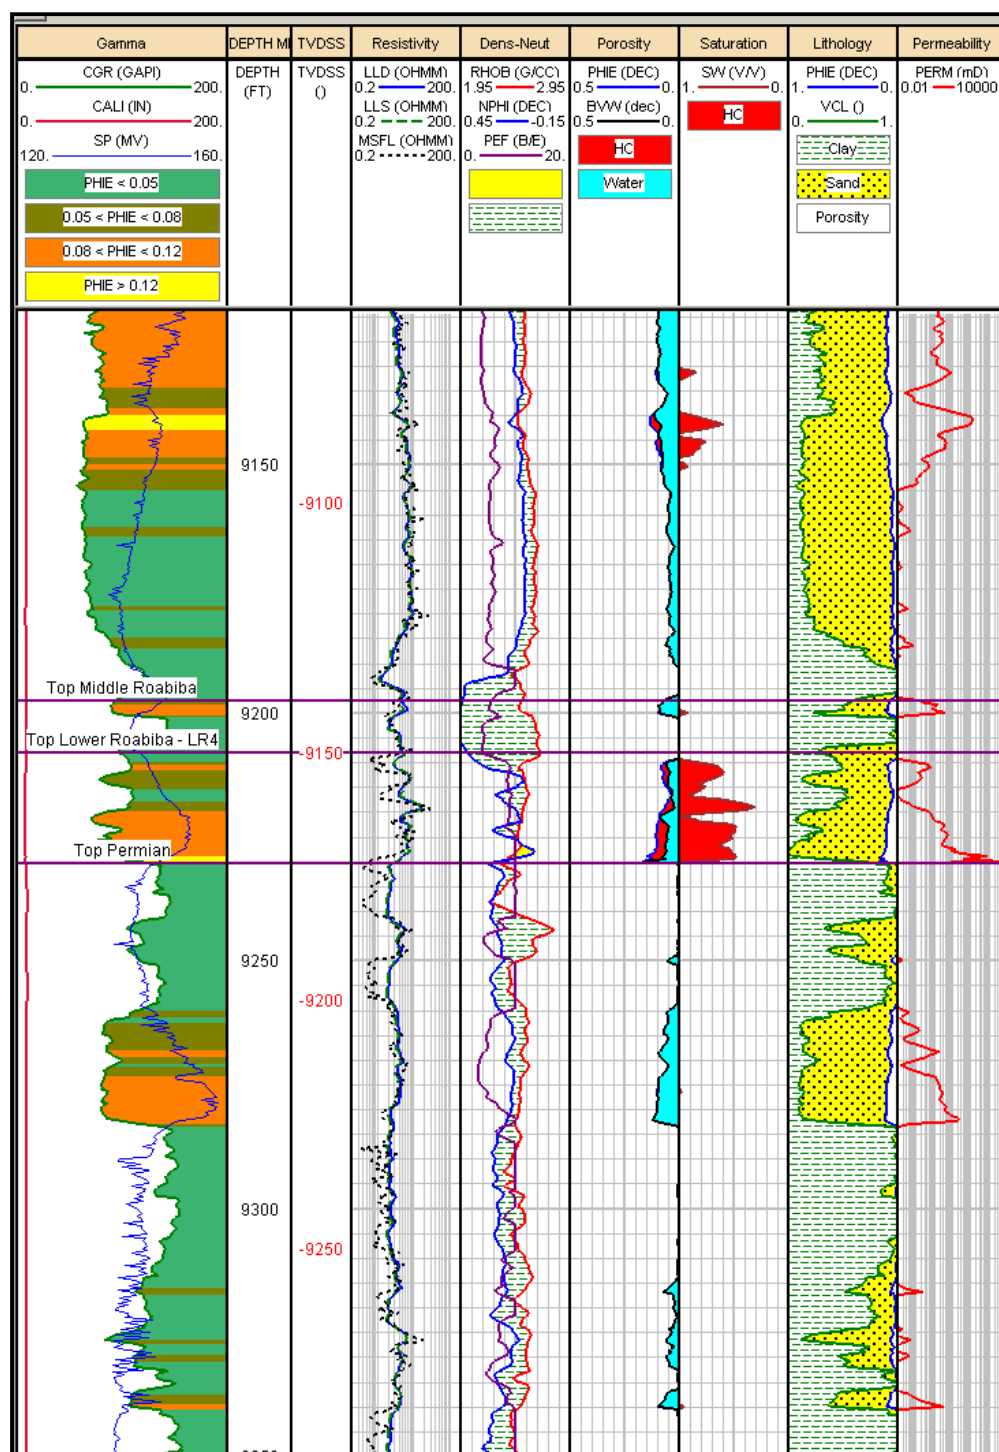 Gamma DEPTH MI TVDSS Resistivity Dens-Neut Porosity Saturation Lithology Permeability
CGR (GAPI) DEPTH TVDSS LLD (OHMM) RHOB (G/CC) PHIE (DEC) SW (V/V) PHIE (DEC) PERM (mD)
0. 200. (FT) () 0.2 200. 1.95 2.95 0.5 0. 1. 0. 1. 0. 0.01 10000
CALI (IN) LLS (OHMM) NPHI (DEC) BVW (dec) HC VCL ()
0. 200. 0.2 200. 0.45 -0.15 0.5 0. 0. 1.
SP (MV) MSFL (OHMM) PEF (B/E) HC Clay
120. 160. 0.2 200. 0. 20.
PHIE < 0.05 Water Sand
0.05 < PHIE < 0.08 Porosity
0.08 < PHIE < 0.12
PHIE > 0.12
9150
-9100
Top Middle Roabiba
9200
Top Lower Roabiba - LR4
-9150
Top Permian
9250
-9200
9300
-9250